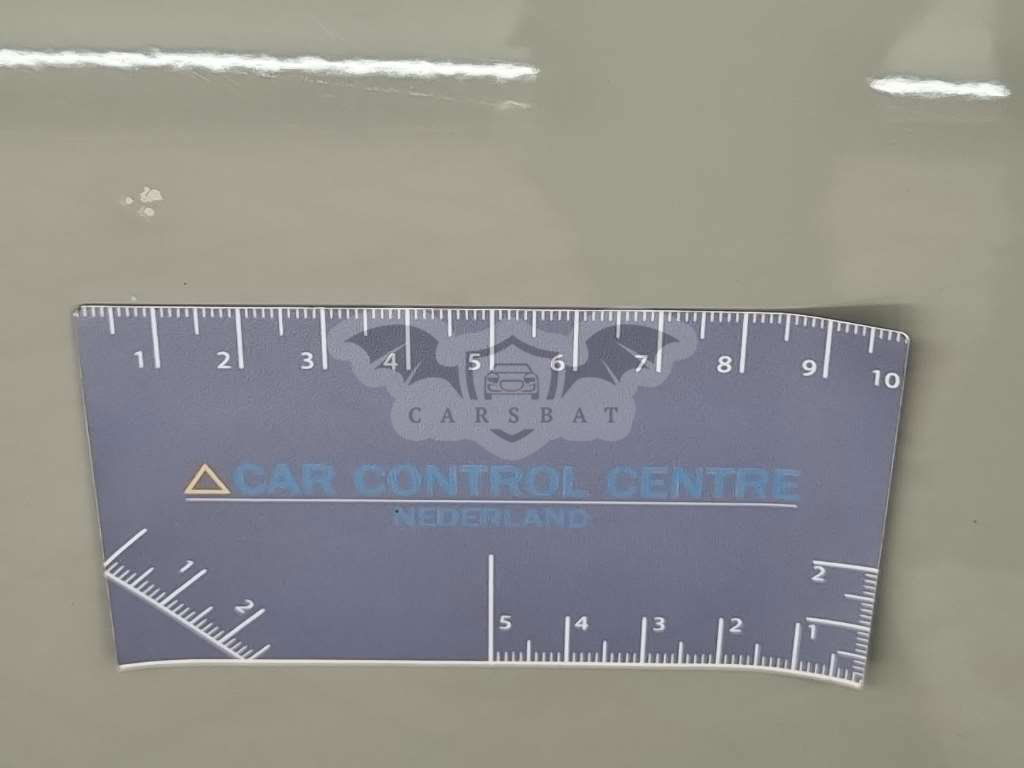 1 2 3 4 5 6 7 8 9 10
CARSBAT
CAR CONTROL CENTRE
NEDERLAND
1 2
5 4 3 2 1
2